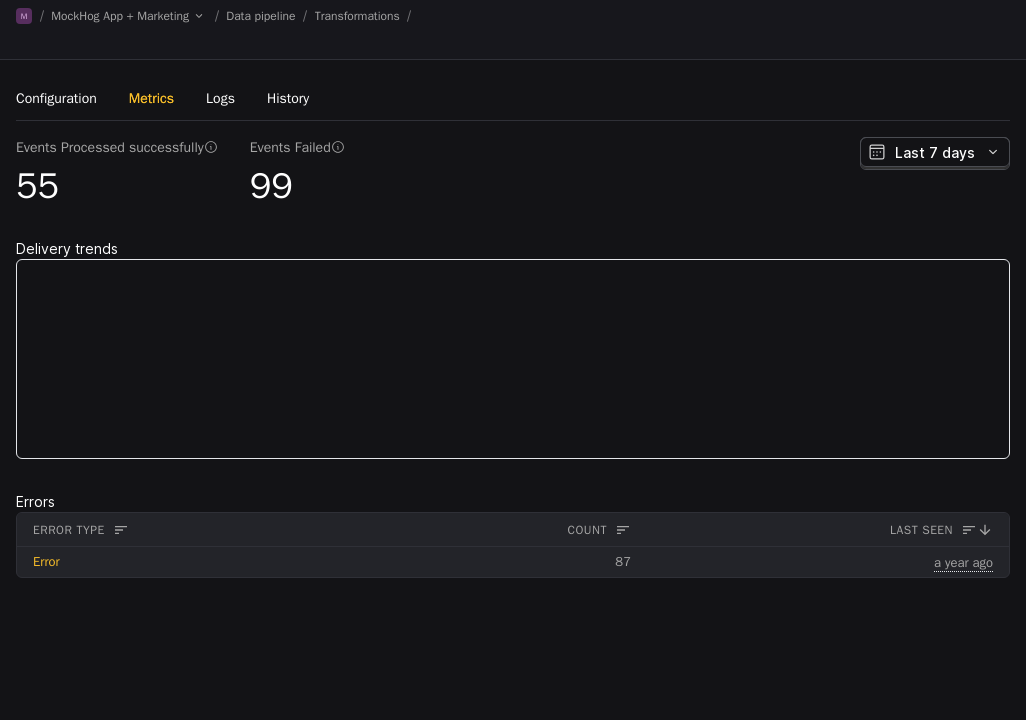 M / MockHog App + Marketing / Data pipeline / Transformations /
Configuration Metrics Logs History
Events Processed successfully Events Failed
Last 7 days
55 99
Delivery trends
Errors
ERROR TYPE COUNT LAST SEEN
Error 87 a year ago